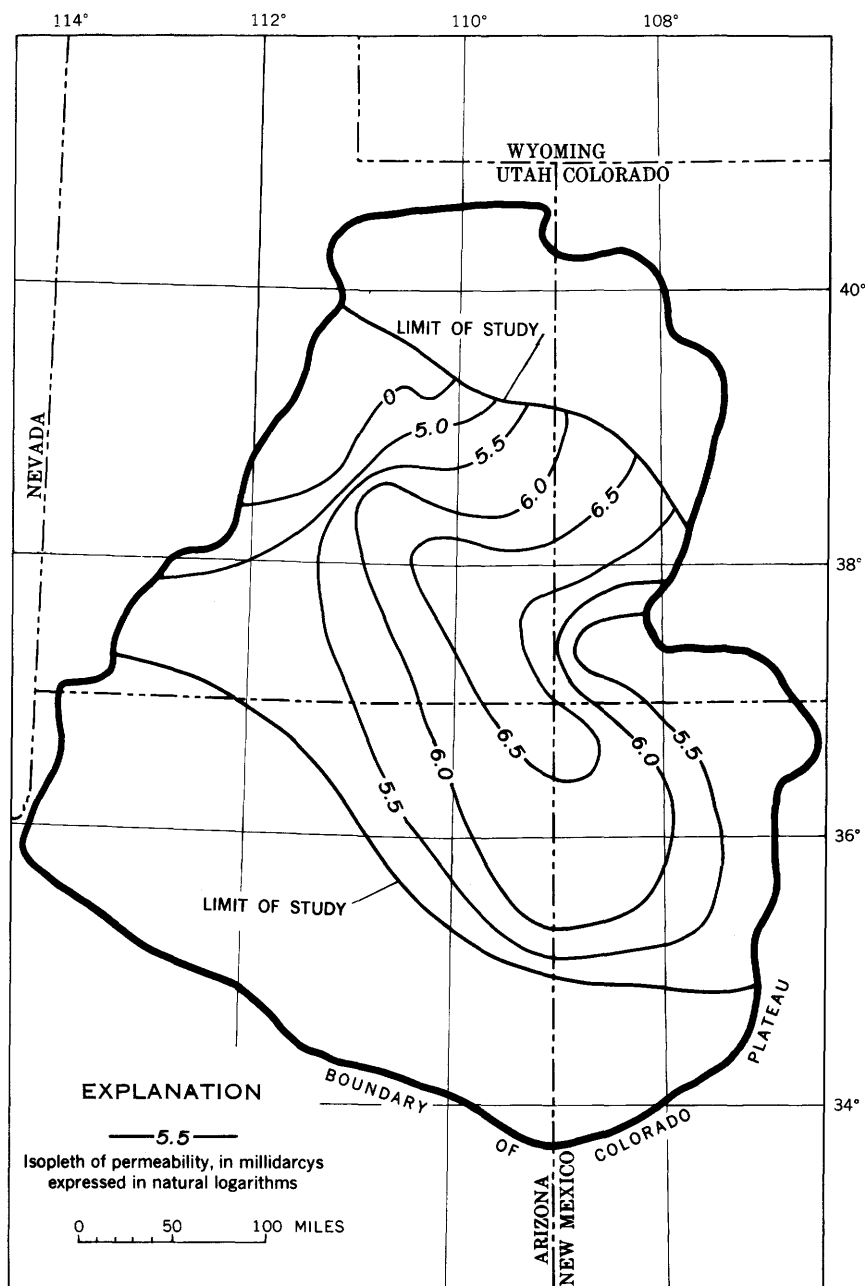 114° 112° 110° 108°
WYOMING
UTAH COLORADO
40°
LIMIT OF STUDY
0
5.0
5.5
6.0
6.5
NEVADA
38°
6.5
6.0
5.5
6.0
5.5
36°
LIMIT OF STUDY
BOUNDARY OF COLORADO PLATEAU
34°
EXPLANATION
5.5
Isopleth of permeability, in millidarcys
expressed in natural logarithms
0 50 100 MILES
ARIZONA
NEW MEXICO